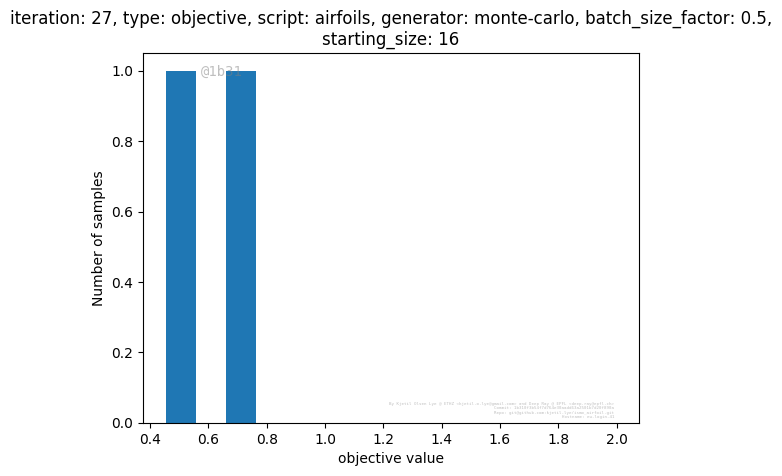 iteration: 27, type: objective, script: airfoils, generator: monte-carlo, batch_size_factor: 0.5,
starting_size: 16
@1b31
1.0
0.8
0.6
0.4
0.2
0.0
Number of samples
0.4 0.6 0.8 1.0 1.2 1.4 1.6 1.8 2.0
objective value